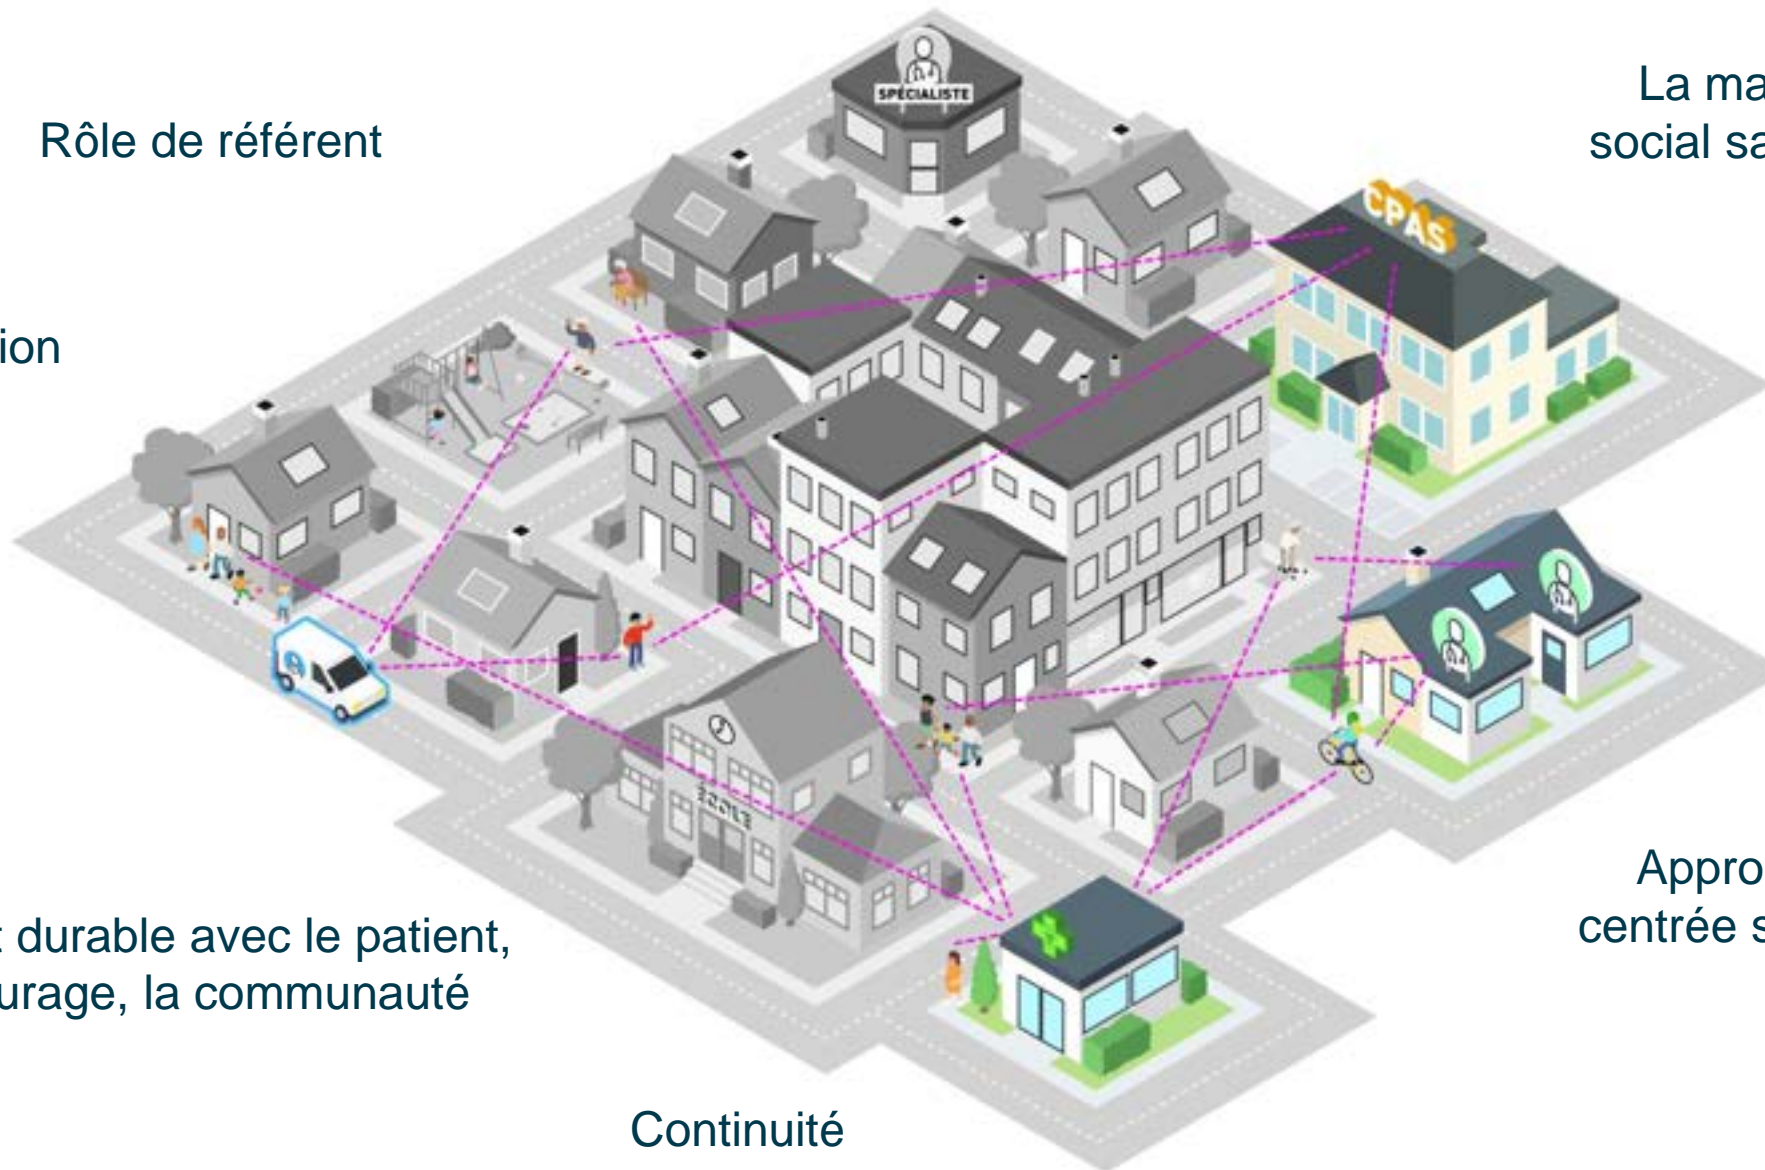 SPÉCIALISTE
La ma
social sa
Rôle de référent
CPAS
ion
ÉCOLE
Appro
centrée s
t durable avec le patient,
urage, la communauté
Continuité